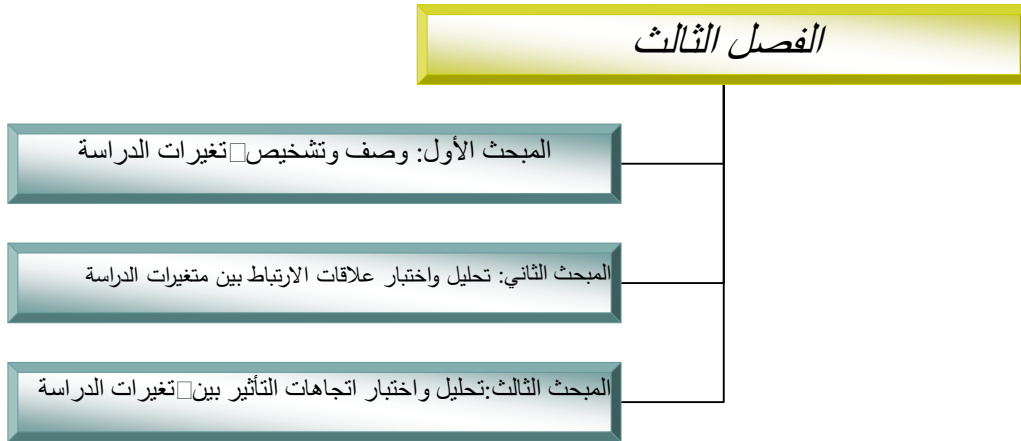 الفصل الثالث
المبحث الأول: وصف وتشخيص□تغيرات الدراسة
المبحث الثاني: تحليل واختبار علاقات الارتباط بين متغيرات الدراسة
المبحث الثالث:تحليل واختبار اتجاهات التأثير بين□تغيرات الدراسة